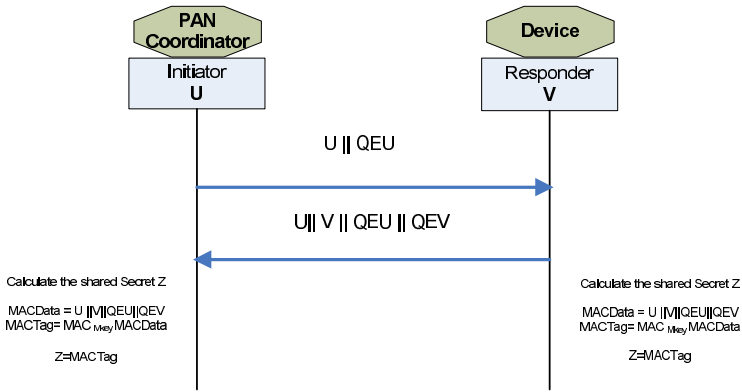 PAN
Coordinator
Device
Initiator
U
Responder
V
U || QEU
U|| V || QEU || QEV
Calculate the shared Secret Z
MACData = U ||V||QEU||QEV
MACTag= MAC Mkey MACData
Z=MACTag
Calculate the shared Secret Z
MACData = U ||V||QEU||QEV
MACTag= MAC Mkey MACData
Z=MACTag